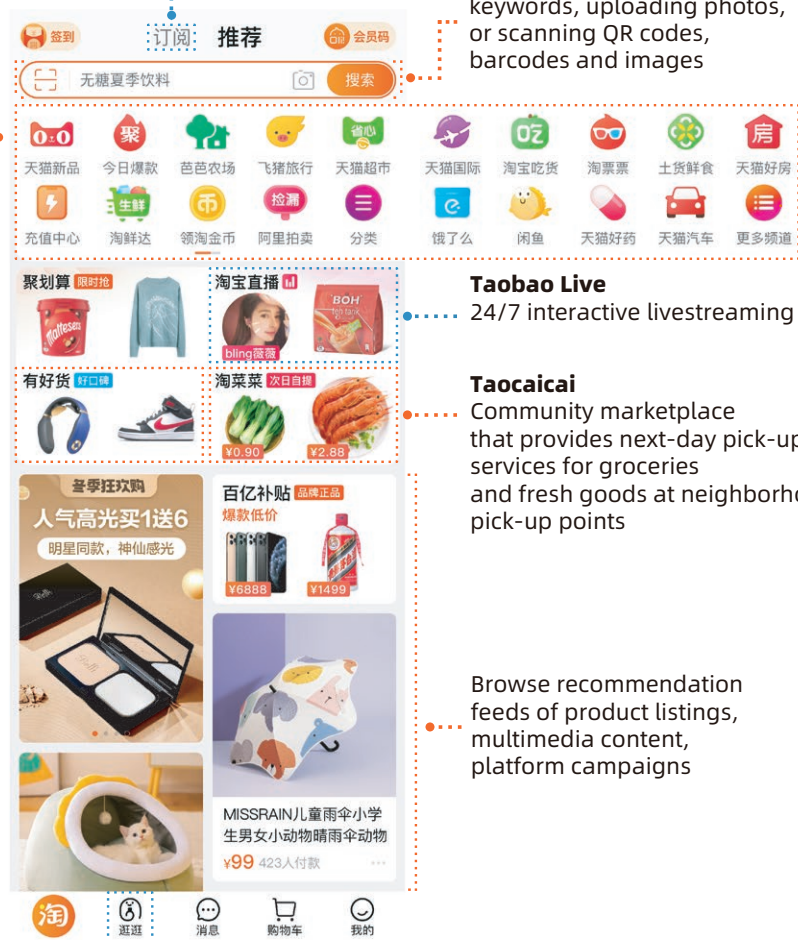 keywords, uploading photos,
or scanning QR codes,
barcodes and images
签到
订阅
推荐
会员码
无糖夏季饮料
搜索
聚
省心
吃
房
天猫新品
今日爆款
芭芭农场
飞猪旅行
天猫超市
天猫国际
淘宝吃货
淘票票
土货鲜食
天猫好房
生鲜
捡漏
充值中心
淘鲜达
领淘金币
阿里拍卖
分类
饿了么
闲鱼
天猫好药
天猫汽车
更多频道
聚划算 限时抢
淘宝直播
Maltesers
BOH
bling薇薇
Taobao Live
24/7 interactive livestreaming
有好货 好口碑
淘菜菜 次日自提
¥0.90
¥2.88
Taocaicai
Community marketplace
that provides next-day pick-up
services for groceries
and fresh goods at neighborho
pick-up points
冬季狂欢购
人气高光买1送6
明星同款，神仙感光
百亿补贴 品牌正品
爆款低价
¥6888
¥1499
Browse recommendation
feeds of product listings,
multimedia content,
platform campaigns
MISSRAIN儿童雨伞小学
生男女小动物晴雨伞动物
¥99 423人付款
淘
逛逛
消息
购物车
我的